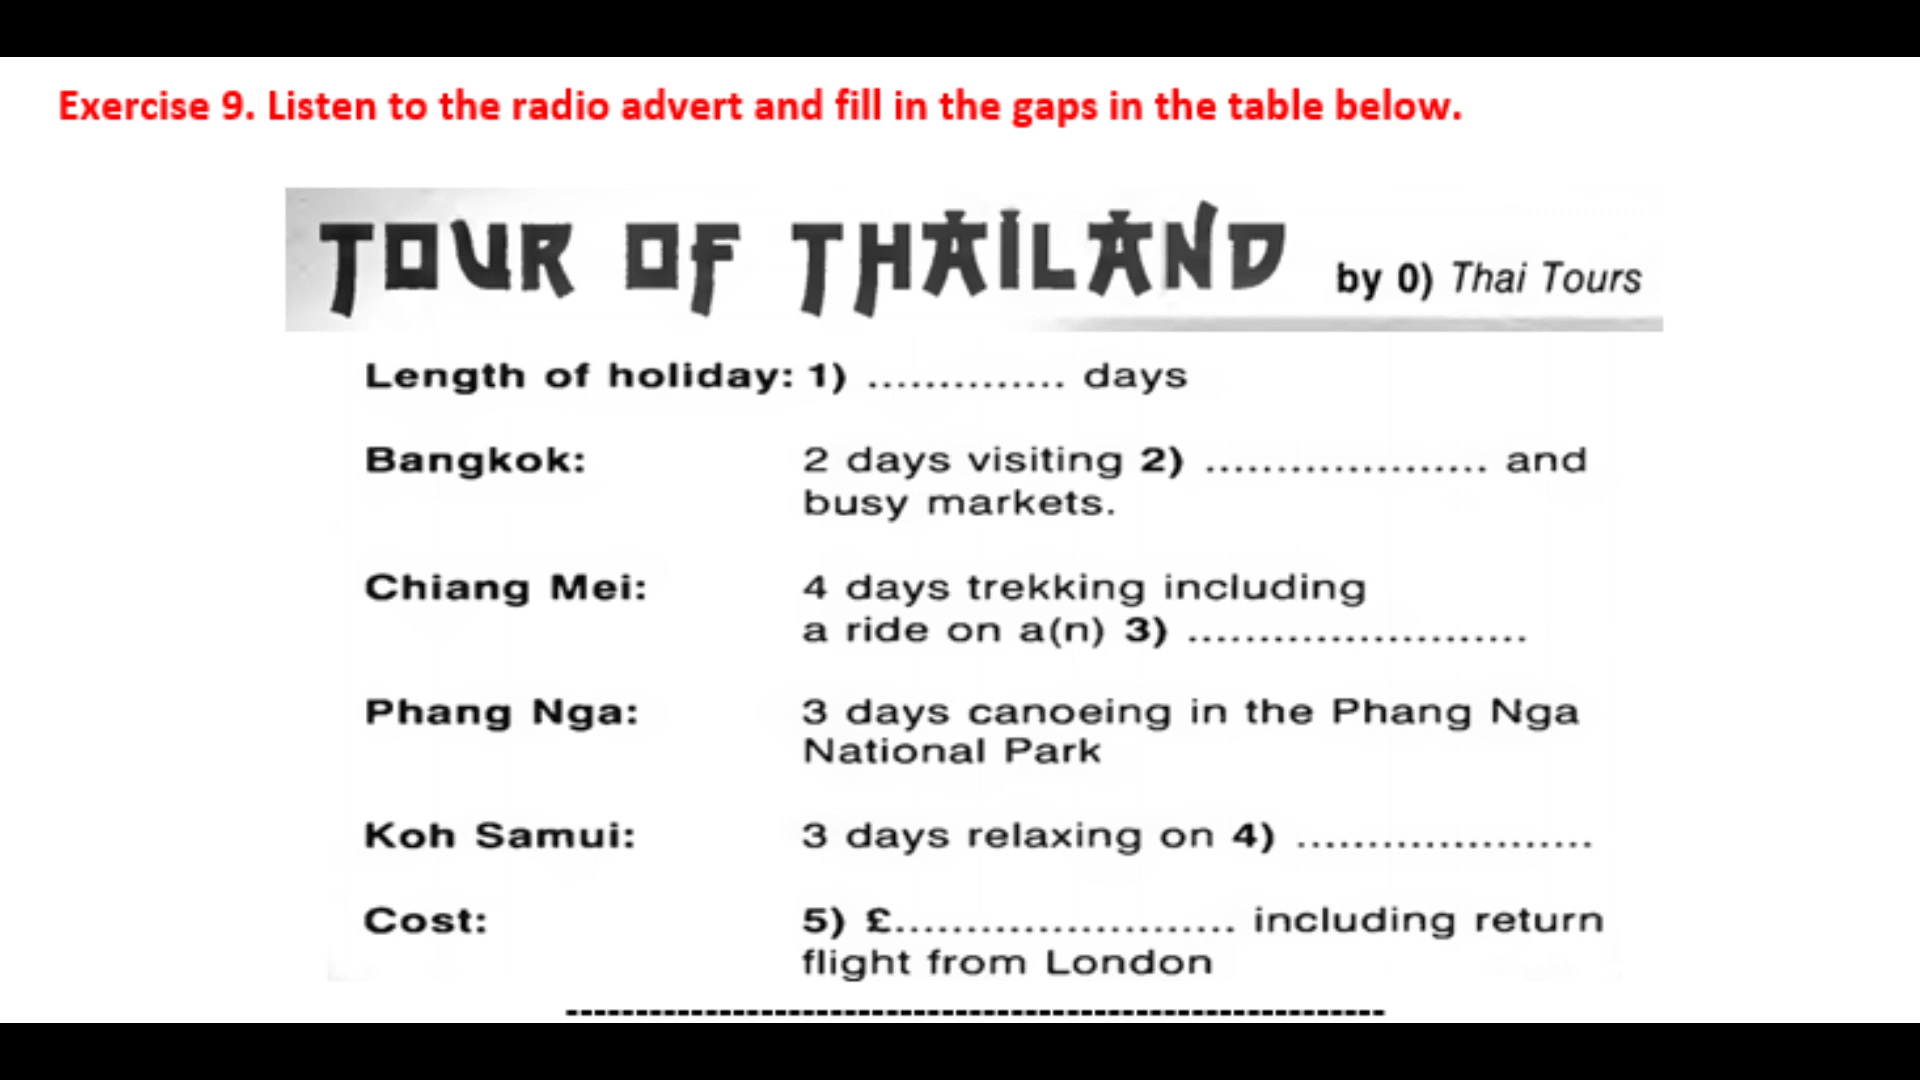 Exercise 9. Listen to the radio advert and fill in the gaps in the table below.
TOUR OF THAILAND by 0) Thai Tours
Length of holiday: 1) .............. days
Bangkok: 2 days visiting 2) .................... and
busy markets.
Chiang Mei: 4 days trekking including
a ride on a(n) 3) ........................
Phang Nga: 3 days canoeing in the Phang Nga
National Park
Koh Samui: 3 days relaxing on 4) .....................
Cost: 5) £........................ including return
flight from London
-----------------------------------------------------------